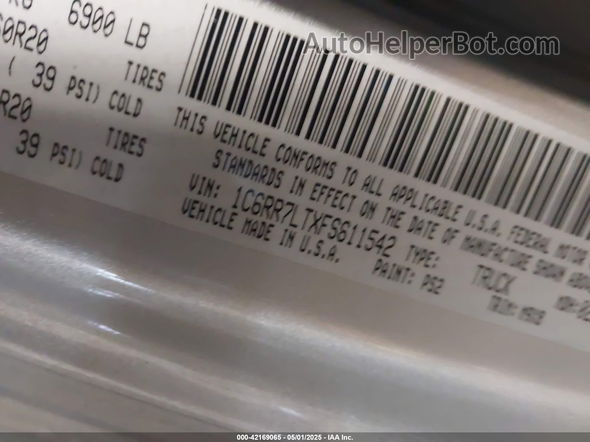 AutoHelperBot.com
6900 LB
TIRES
( 39 PSI) COLD
TIRES
39 PSI) COLD
THIS VEHICLE CONFORMS TO ALL APPLICABLE U.S.A. FEDERAL MOTOR
STANDARDS IN EFFECT ON THE DATE OF MANUFACTURE SHOWN
VIN: 1C6RR7LTXFS611542 TYPE: TRUCK
VEHICLE MADE IN U.S.A. PAINT: PS2
000-42169065 - 05/01/2025 - IAA Inc.